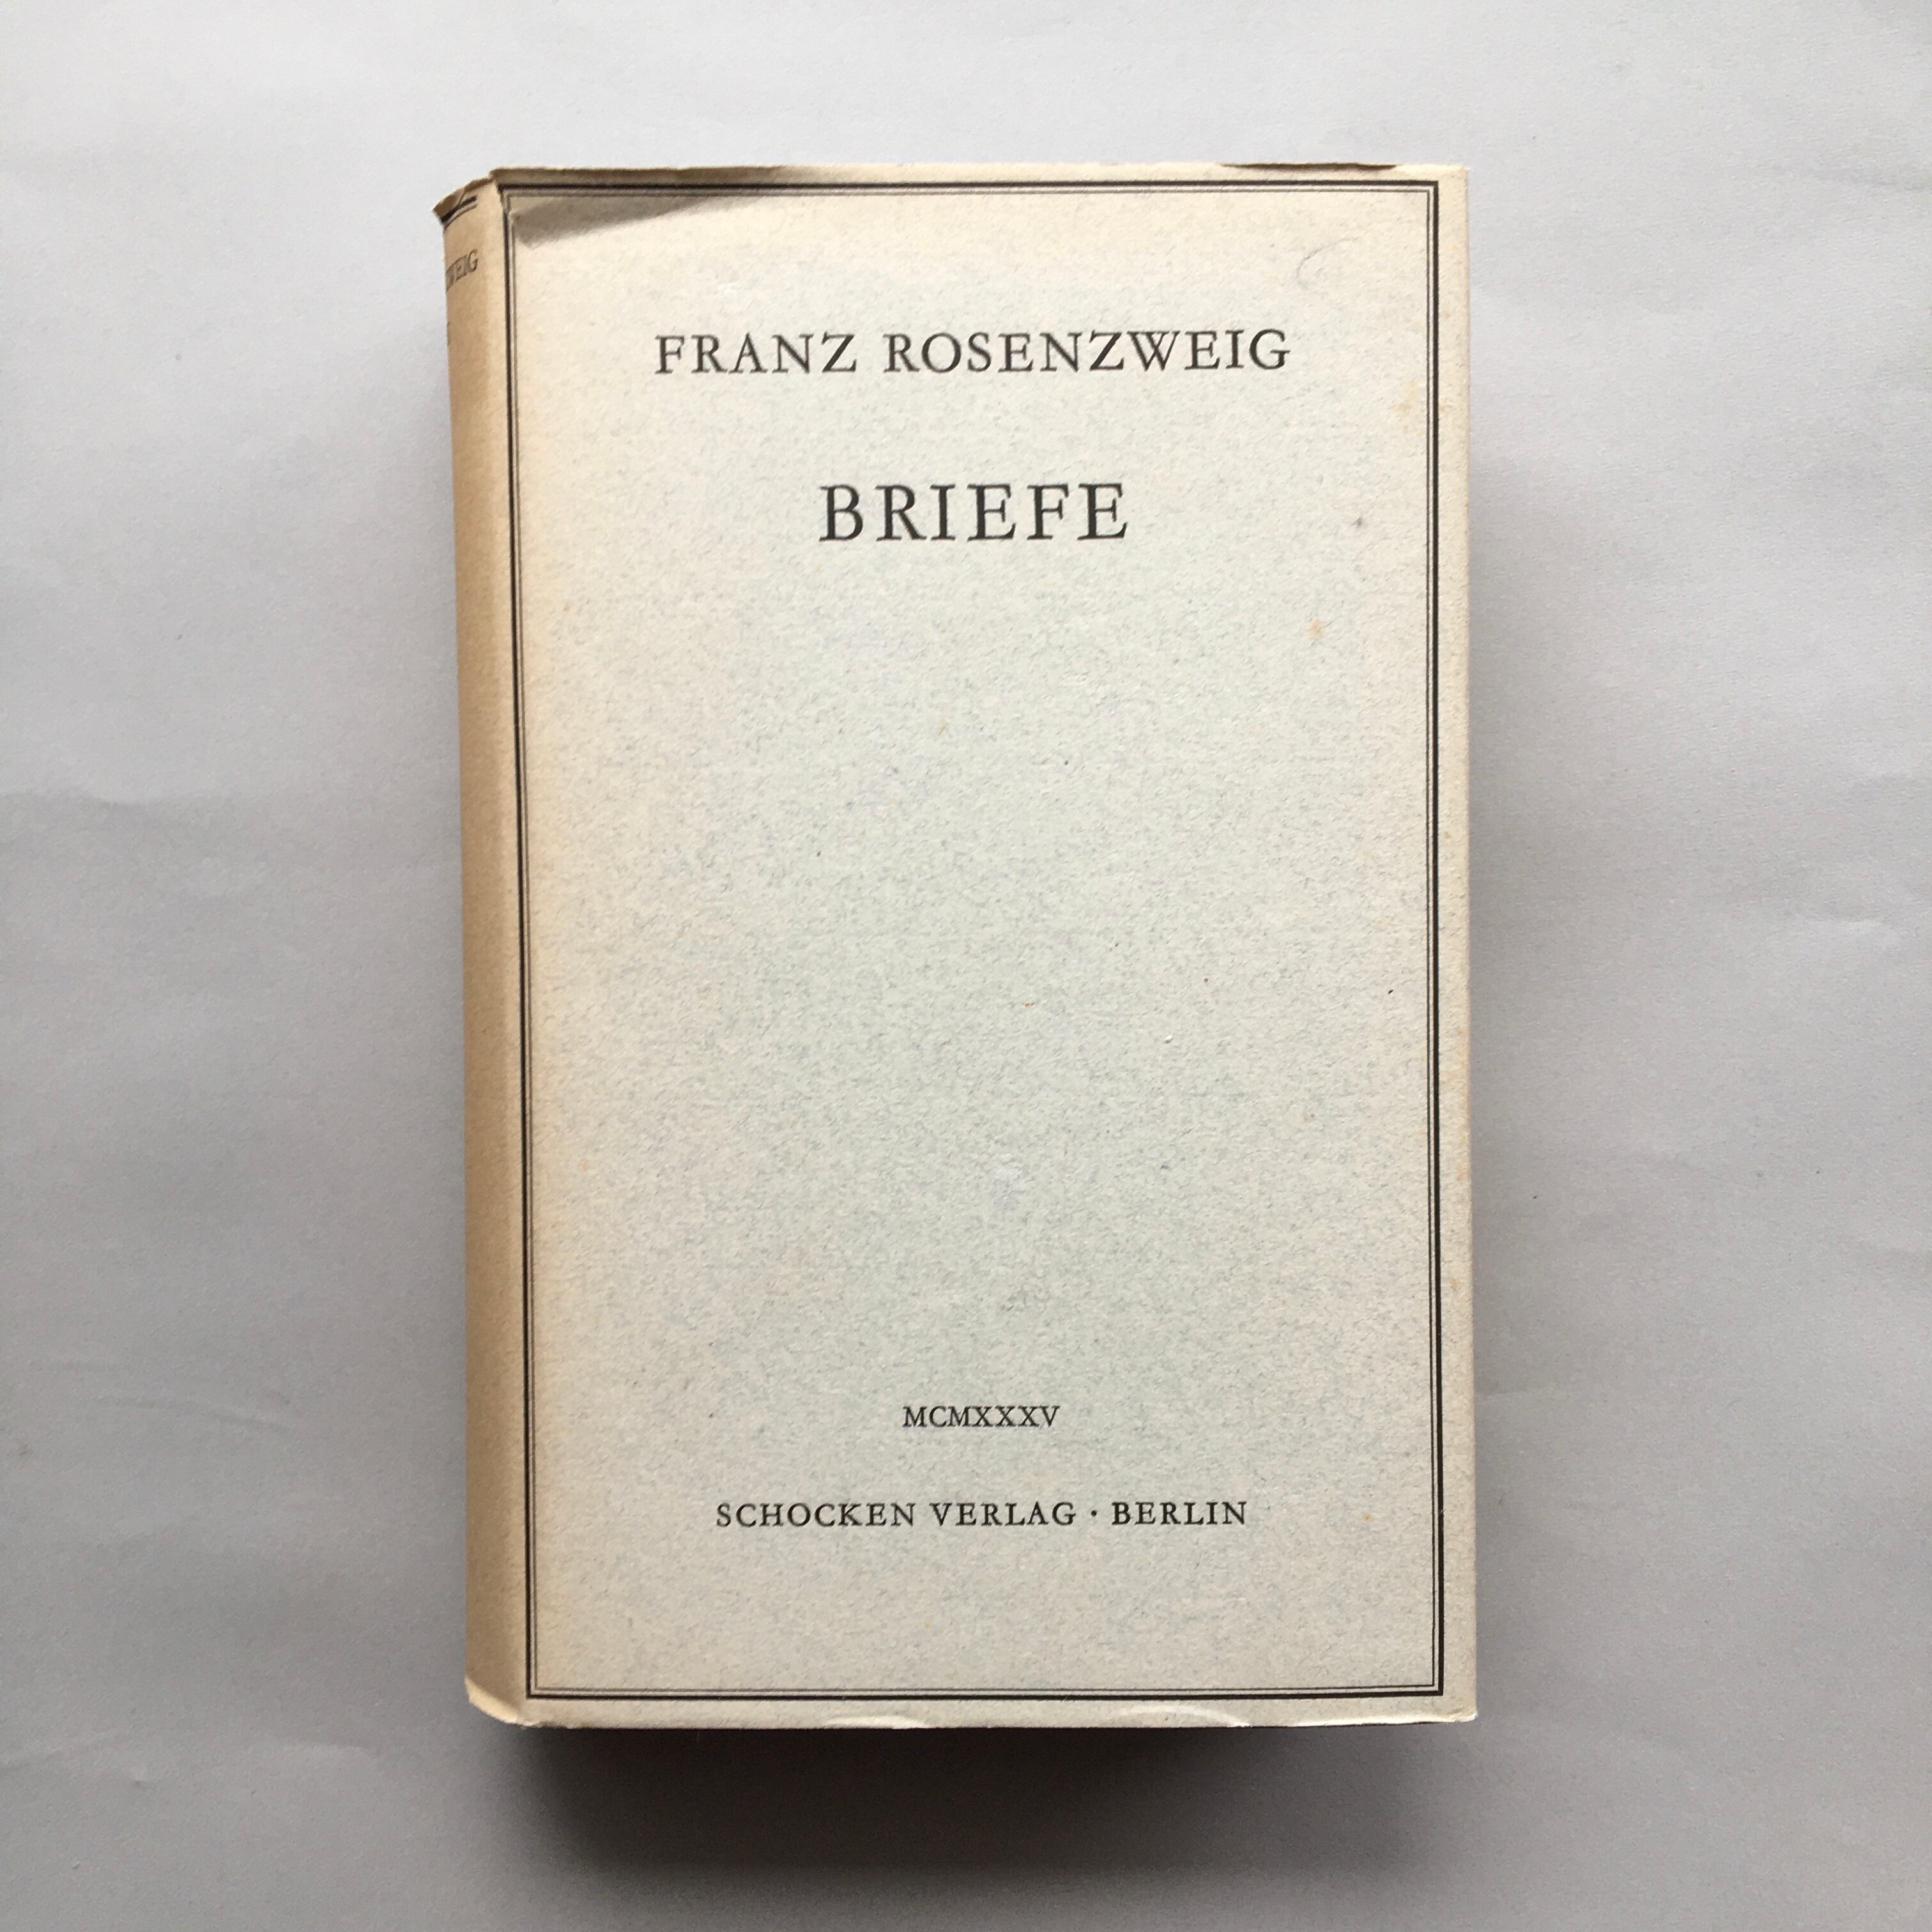 FRANZ ROSENZWEIG
BRIEFE
MCMXXXV
SCHOCKEN VERLAG · BERLIN